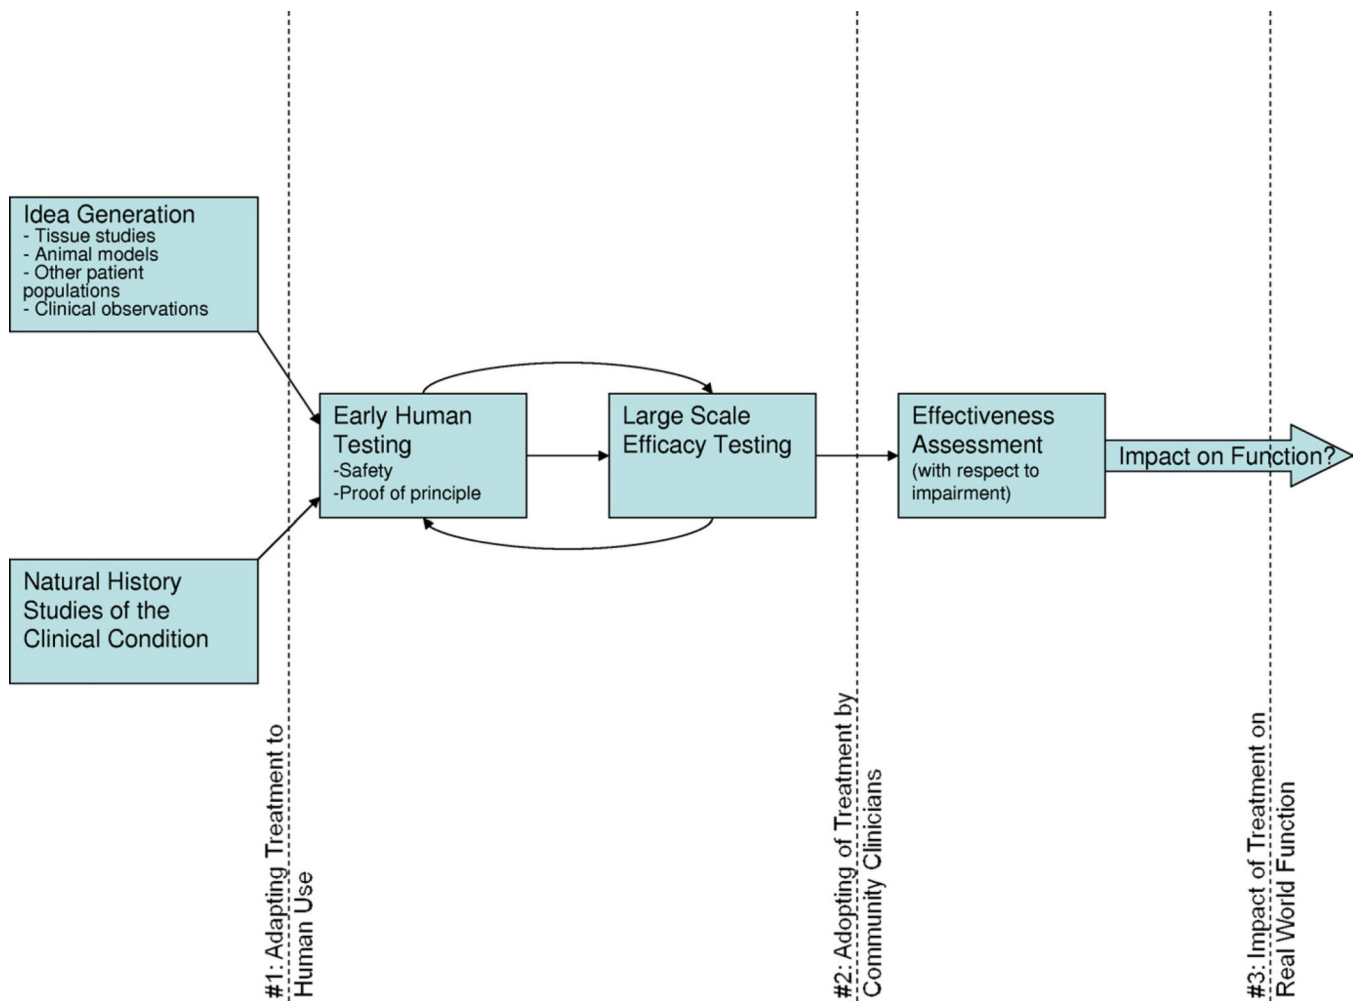 Idea Generation
- Tissue studies
- Animal models
- Other patient
populations
- Clinical observations
Early Human
Testing
-Safety
-Proof of principle
Large Scale
Efficacy Testing
Effectiveness
Assessment
(with respect to
impairment)
Impact on Function?
Natural History
Studies of the
Clinical Condition
#1: Adapting Treatment to
Human Use
#2: Adopting of Treatment by
Community Clinicians
#3: Impact of Treatment on
Real World Function